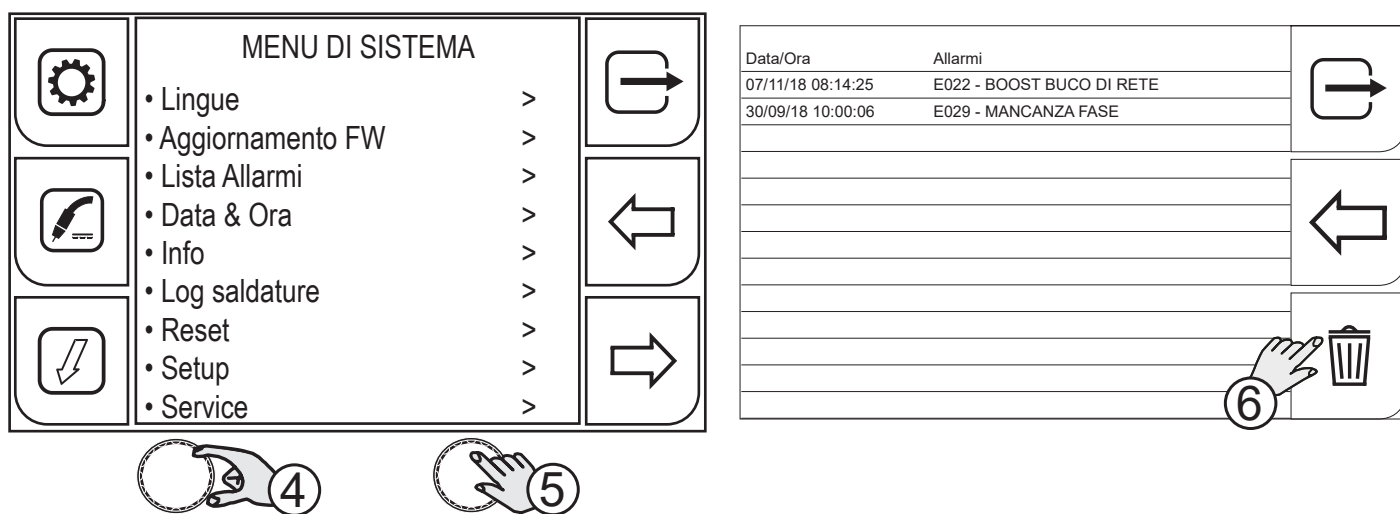 MENU DI SISTEMA
• Lingue >
• Aggiornamento FW >
• Lista Allarmi >
• Data & Ora >
• Info >
• Log saldature >
• Reset >
• Setup >
• Service >
4
5
Data/Ora Allarmi
07/11/18 08:14:25 E022 - BOOST BUCO DI RETE
30/09/18 10:00:06 E029 - MANCANZA FASE
6